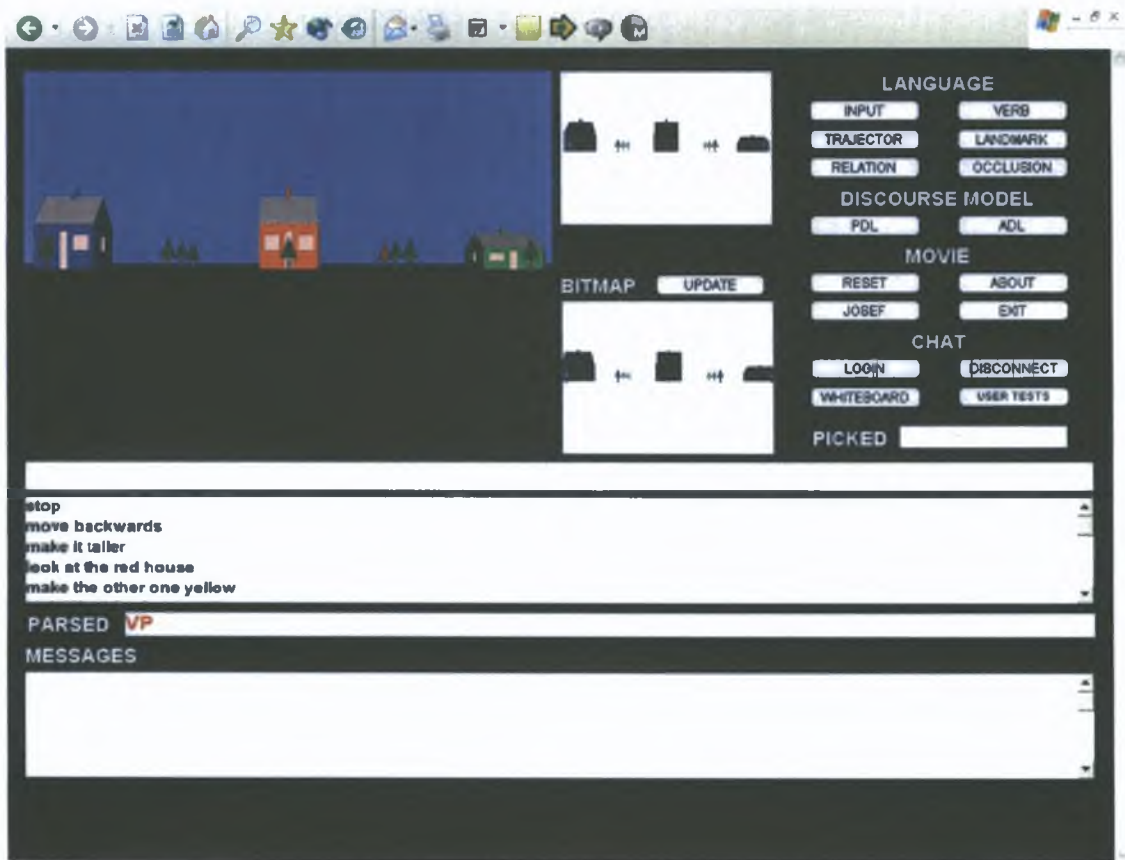 LANGUAGE
INPUT VERB
TRAJECTOR LANDMARK
RELATION OCCLUSION
DISCOURSE MODEL
PDL ADL
MOVIE
BITMAP UPDATE RESET ABOUT
JOSEF EXIT
CHAT
LOGIN DISCONNECT
WHITEBOARD USER TESTS
PICKED
stop
move backwards
make it taller
look at the red house
make the other one yellow
PARSED VP
MESSAGES